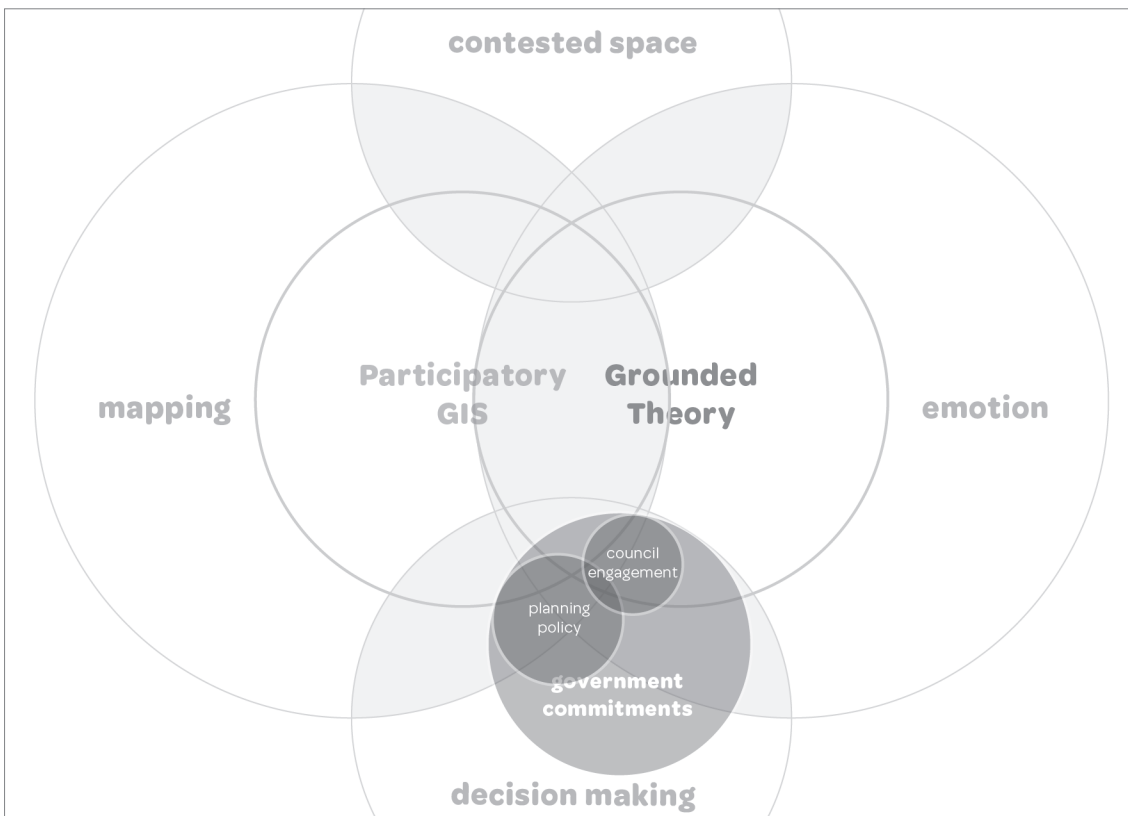 contested space
mapping
Participatory
GIS
Grounded
Theory
emotion
council
engagement
planning
policy
government
commitments
decision making